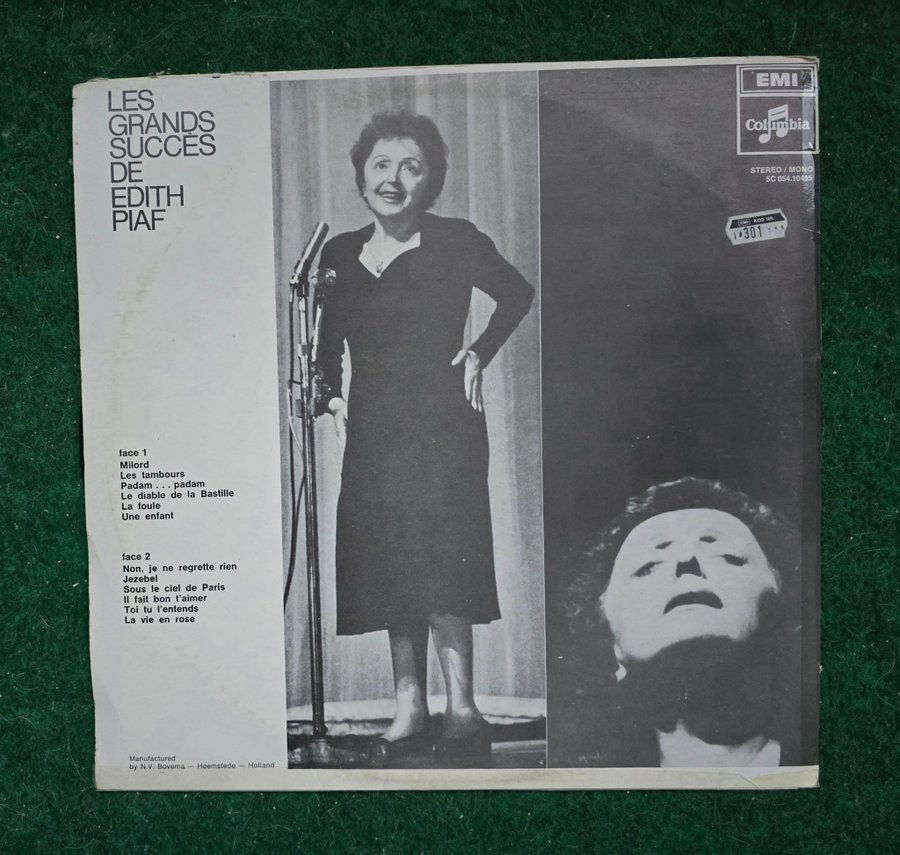 LES
GRANDS
SUCCÈS
DE
EDITH
PIAF
EMI
Columbia
STEREO / MONO
5C 054.10465
EMI KOD NR.
301
face 1
Milord
Les tambours
Padam . . . padam
Le diable de la Bastille
La foule
Une enfant
face 2
Non, je ne regrette rien
Jezebel
Sous le ciel de Paris
Il fait bon t'aimer
Toi tu l'entends
La vie en rose
Manufactured
by N.V. Bovema — Heemstede — Holland